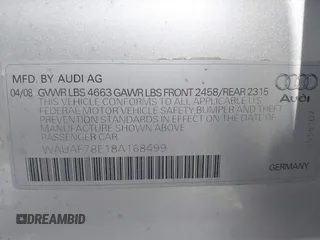 MFD. BY AUDI AG
04/08 GVWR LBS 4663 GAWR LBS FRONT 2458/REAR 2315
THIS VEHICLE CONFORMS TO ALL APPLICABLE U.S.
FEDERAL MOTOR VEHICLE SAFETY BUMPER AND THEFT
PREVENTION STANDARDS IN EFFECT ON THE DATE OF
MANUFACTURE SHOWN ABOVE.
PASSENGER CAR
Audi
WAUAF78E18A168499
GERMANY
DREAMBID